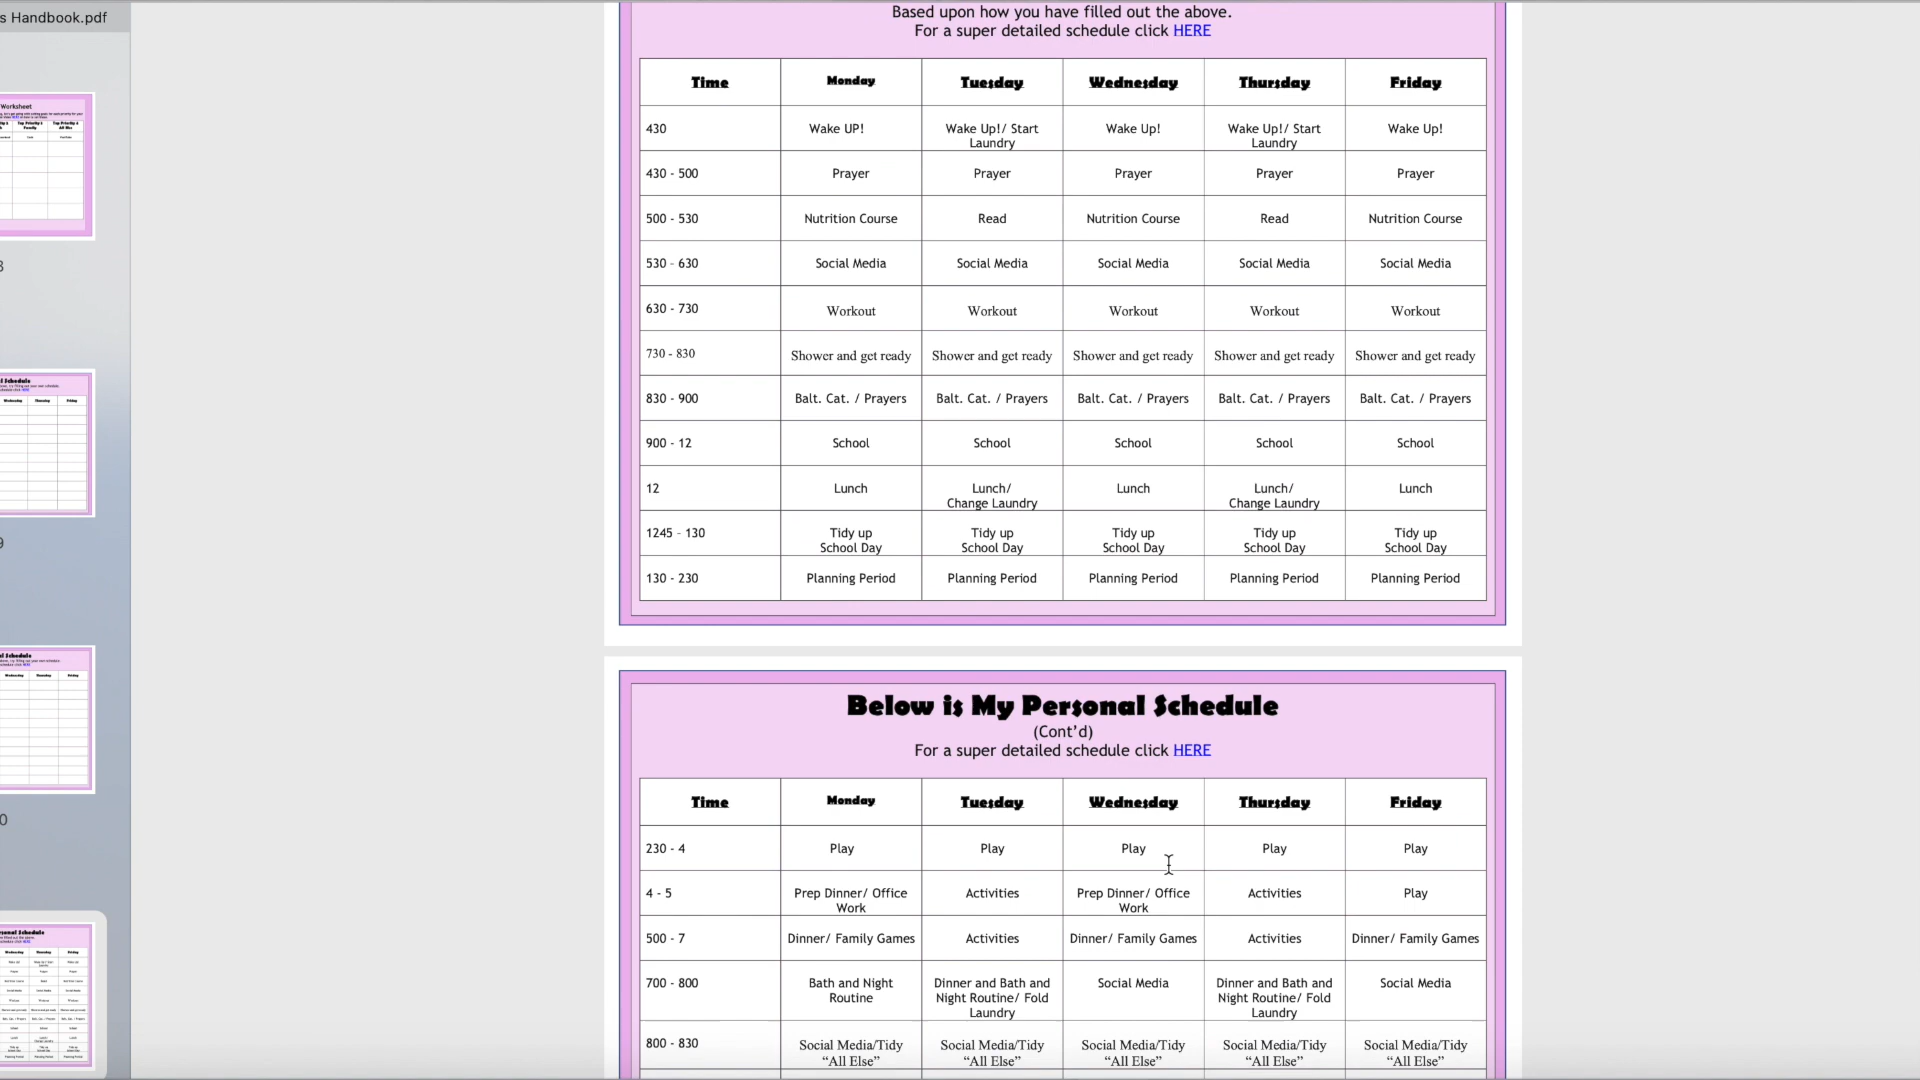 s Handbook.pdf
Based upon how you have filled out the above.
For a super detailed schedule click HERE
Time Monday Tuesday Wednesday Thursday Friday
430 Wake UP! Wake Up!/ Start Laundry Wake Up! Wake Up!/ Start Laundry Wake Up!
430 - 500 Prayer Prayer Prayer Prayer Prayer
500 - 530 Nutrition Course Read Nutrition Course Read Nutrition Course
530 - 630 Social Media Social Media Social Media Social Media Social Media
630 - 730 Workout Workout Workout Workout Workout
730 - 830 Shower and get ready Shower and get ready Shower and get ready Shower and get ready Shower and get ready
830 - 900 Balt. Cat. / Prayers Balt. Cat. / Prayers Balt. Cat. / Prayers Balt. Cat. / Prayers Balt. Cat. / Prayers
900 - 12 School School School School School
12 Lunch Lunch/ Change Laundry Lunch Lunch/ Change Laundry Lunch
1245 - 130 Tidy up School Day Tidy up School Day Tidy up School Day Tidy up School Day Tidy up School Day
130 - 230 Planning Period Planning Period Planning Period Planning Period Planning Period
Below is My Personal Schedule
(Cont'd)
For a super detailed schedule click HERE
Time Monday Tuesday Wednesday Thursday Friday
230 - 4 Play Play Play Play Play
4 - 5 Prep Dinner/ Office Work Activities Prep Dinner/ Office Work Activities Play
500 - 7 Dinner/ Family Games Activities Dinner/ Family Games Activities Dinner/ Family Games
700 - 800 Bath and Night Routine Dinner and Bath and Night Routine/ Fold Laundry Social Media Dinner and Bath and Night Routine/ Fold Laundry Social Media
800 - 830 Social Media/Tidy “All Else” Social Media/Tidy “All Else” Social Media/Tidy “All Else” Social Media/Tidy “All Else” Social Media/Tidy “All Else”